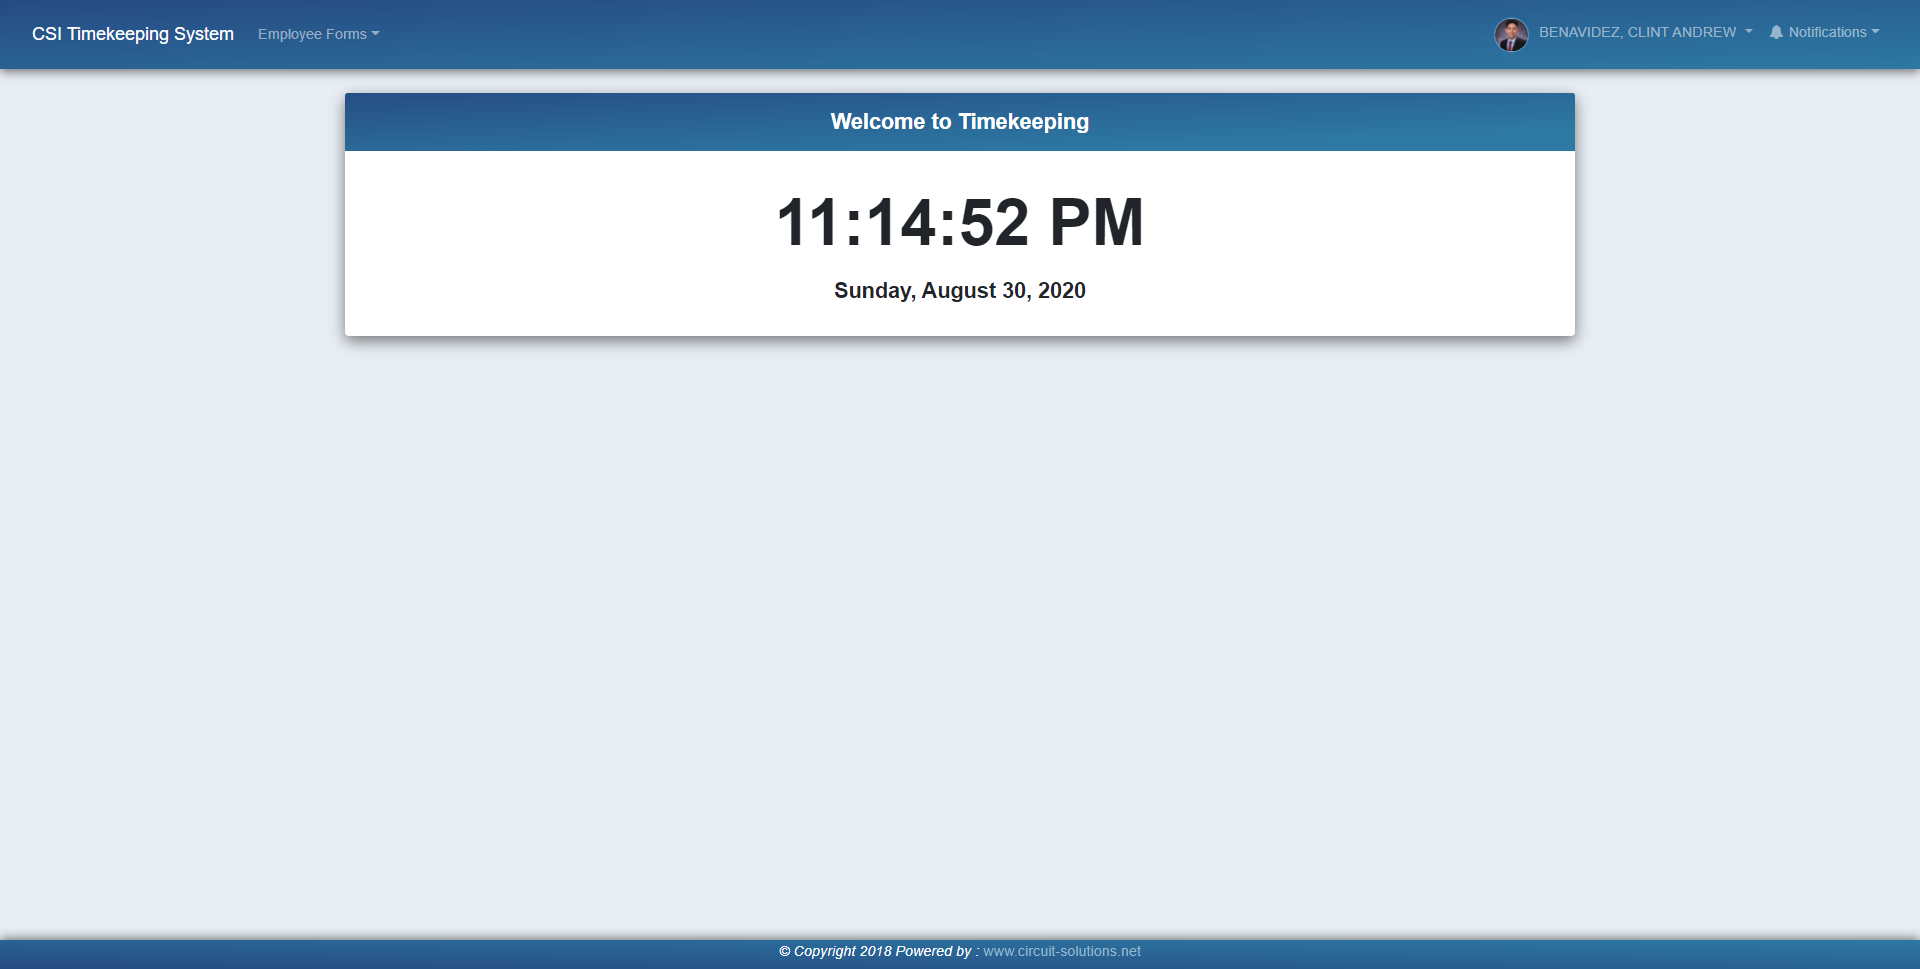 CSI Timekeeping System Employee Forms BENAVIDEZ, CLINT ANDREW Notifications
Welcome to Timekeeping
11:14:52 PM
Sunday, August 30, 2020
© Copyright 2018 Powered by : www.circuit-solutions.net